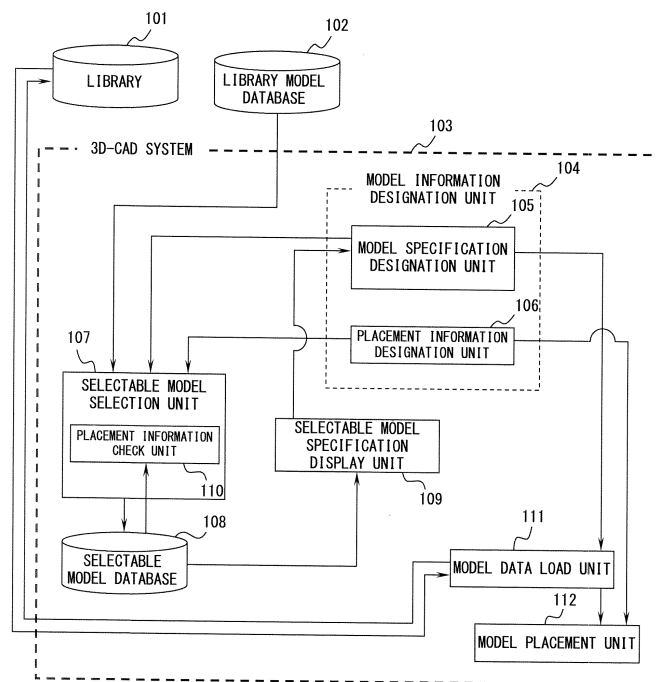 101
102
LIBRARY
LIBRARY MODEL
DATABASE
103
3D-CAD SYSTEM
104
MODEL INFORMATION
DESIGNATION UNIT
105
MODEL SPECIFICATION
DESIGNATION UNIT
106
PLACEMENT INFORMATION
DESIGNATION UNIT
107
SELECTABLE MODEL
SELECTION UNIT
PLACEMENT INFORMATION
CHECK UNIT
110
SELECTABLE MODEL
SPECIFICATION
DISPLAY UNIT
109
108
SELECTABLE
MODEL DATABASE
111
MODEL DATA LOAD UNIT
112
MODEL PLACEMENT UNIT